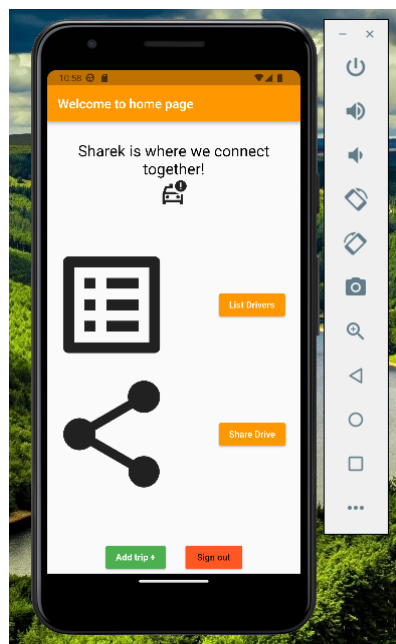 10:58
Welcome to home page
Sharek is where we connect
together!
List Drivers
Share Drive
Add trip +
Sign out